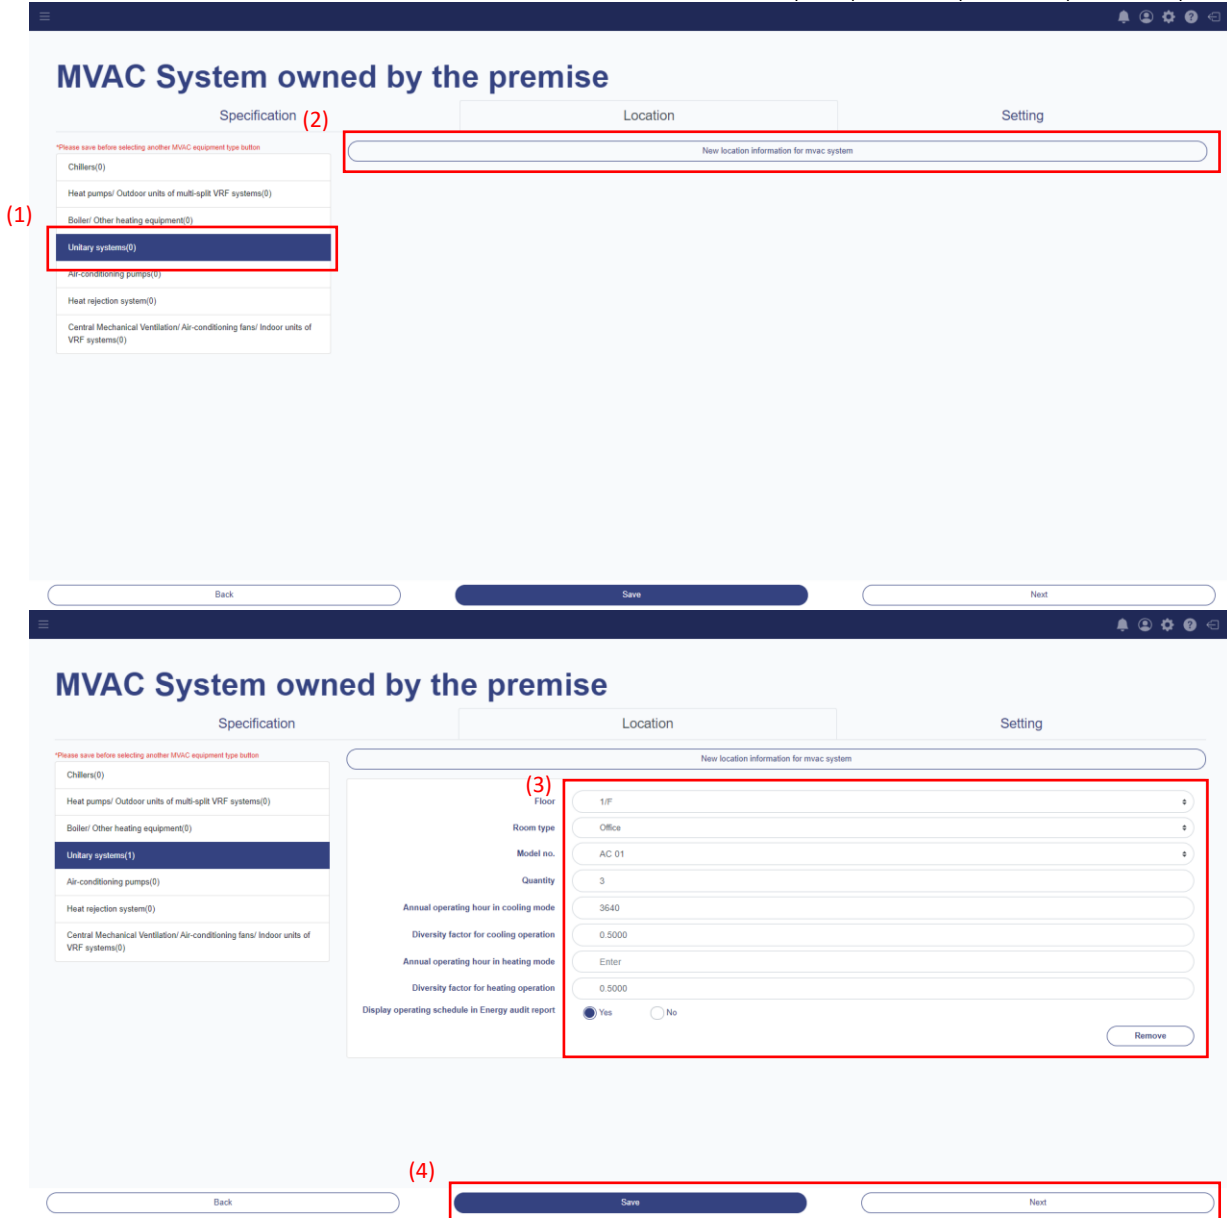 MVAC System owned by the premise
Specification
(2)
Location
Setting
*Please save before selecting another MVAC equipment type button
New location information for mvac system
Chillers(0)
Heat pumps/ Outdoor units of multi-split VRF systems(0)
(1)
Boiler/ Other heating equipment(0)
Unitary systems(0)
Air-conditioning pumps(0)
Heat rejection system(0)
Central Mechanical Ventilation/ Air-conditioning fans/ Indoor units of
VRF systems(0)
Back
Save
Next
MVAC System owned by the premise
Specification
Location
Setting
*Please save before selecting another MVAC equipment type button
New location information for mvac system
Chillers(0)
Heat pumps/ Outdoor units of multi-split VRF systems(0)
Boiler/ Other heating equipment(0)
Unitary systems(1)
Air-conditioning pumps(0)
Heat rejection system(0)
Central Mechanical Ventilation/ Air-conditioning fans/ Indoor units of
VRF systems(0)
(3)
Floor 1/F
Room type Office
Model no. AC 01
Quantity 3
Annual operating hour in cooling mode 3640
Diversity factor for cooling operation 0.5000
Annual operating hour in heating mode Enter
Diversity factor for heating operation 0.5000
Display operating schedule in Energy audit report Yes No
Remove
(4)
Back
Save
Next